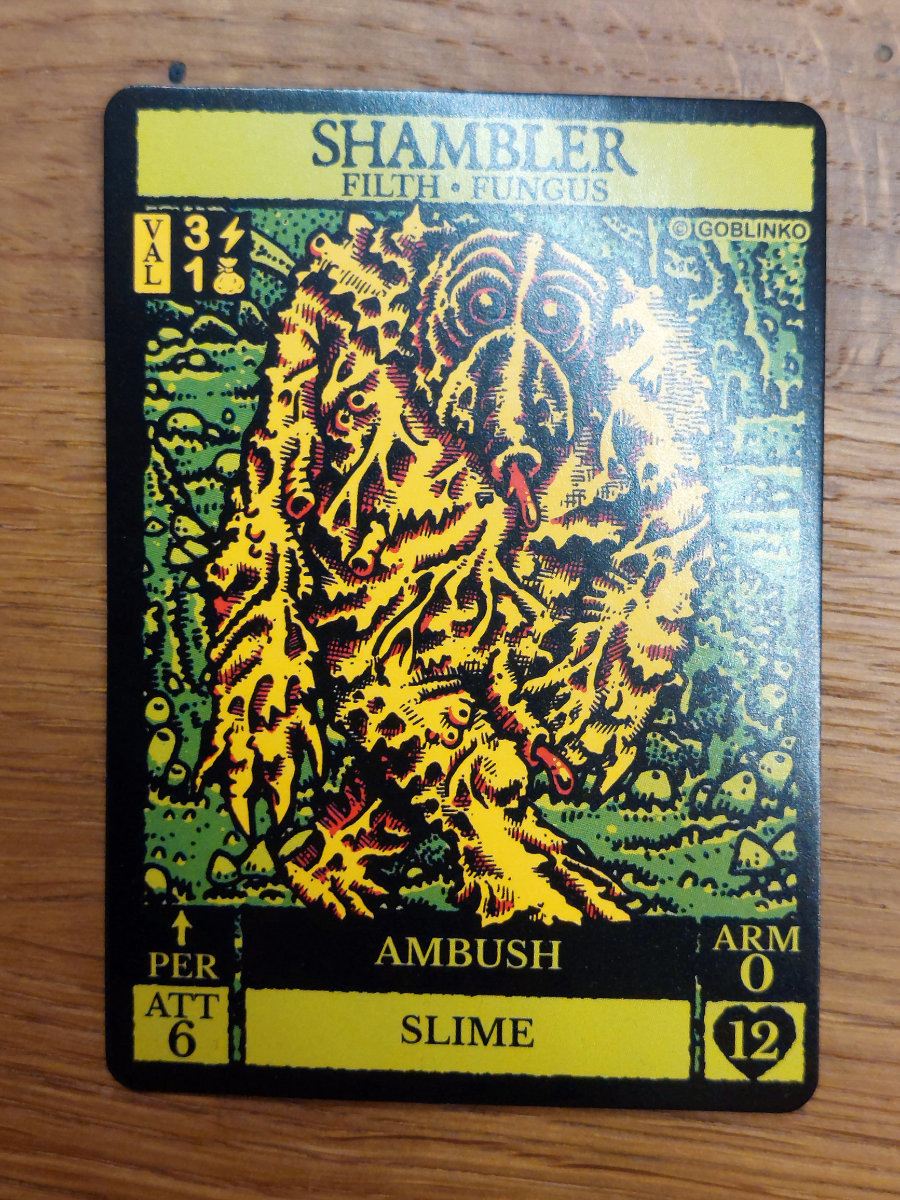 SHAMBLER
FILTH • FUNGUS
VAL
3
1
© GOBLINKO
PER
ATT
6
AMBUSH
SLIME
ARM
0
12